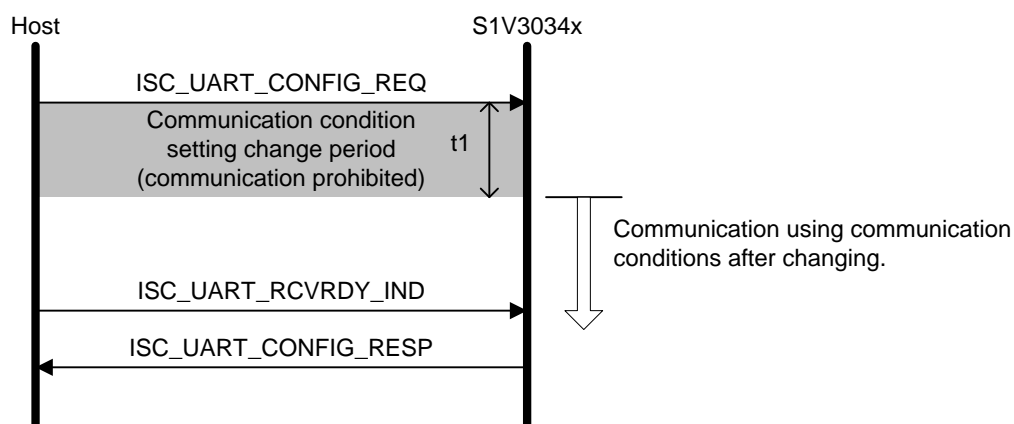 Host
S1V3034x
ISC_UART_CONFIG_REQ
Communication condition
setting change period
(communication prohibited)
t1
Communication using communication
conditions after changing.
ISC_UART_RCVRDY_IND
ISC_UART_CONFIG_RESP